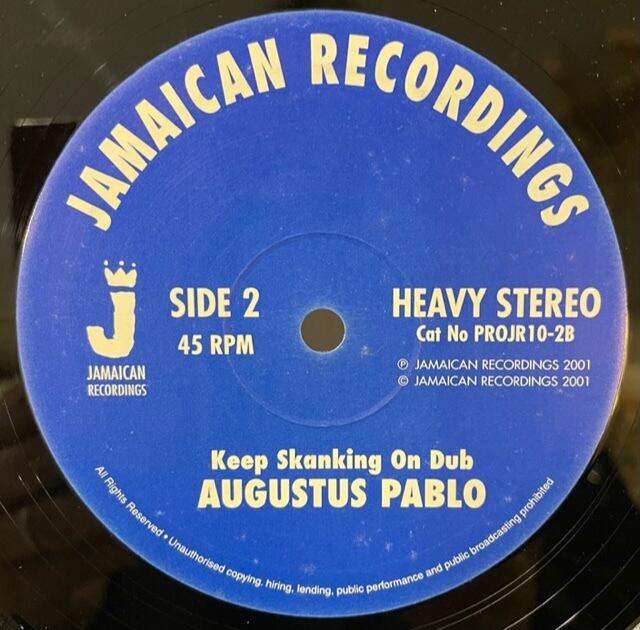 JAMAICAN RECORDINGS
J
JAMAICAN
RECORDINGS
SIDE 2
45 RPM
HEAVY STEREO
Cat No PROJR10-2B
℗ JAMAICAN RECORDINGS 2001
© JAMAICAN RECORDINGS 2001
Keep Skanking On Dub
AUGUSTUS PABLO
All Rights Reserved • Unauthorised copying, hiring, lending, public performance and public broadcasting prohibited